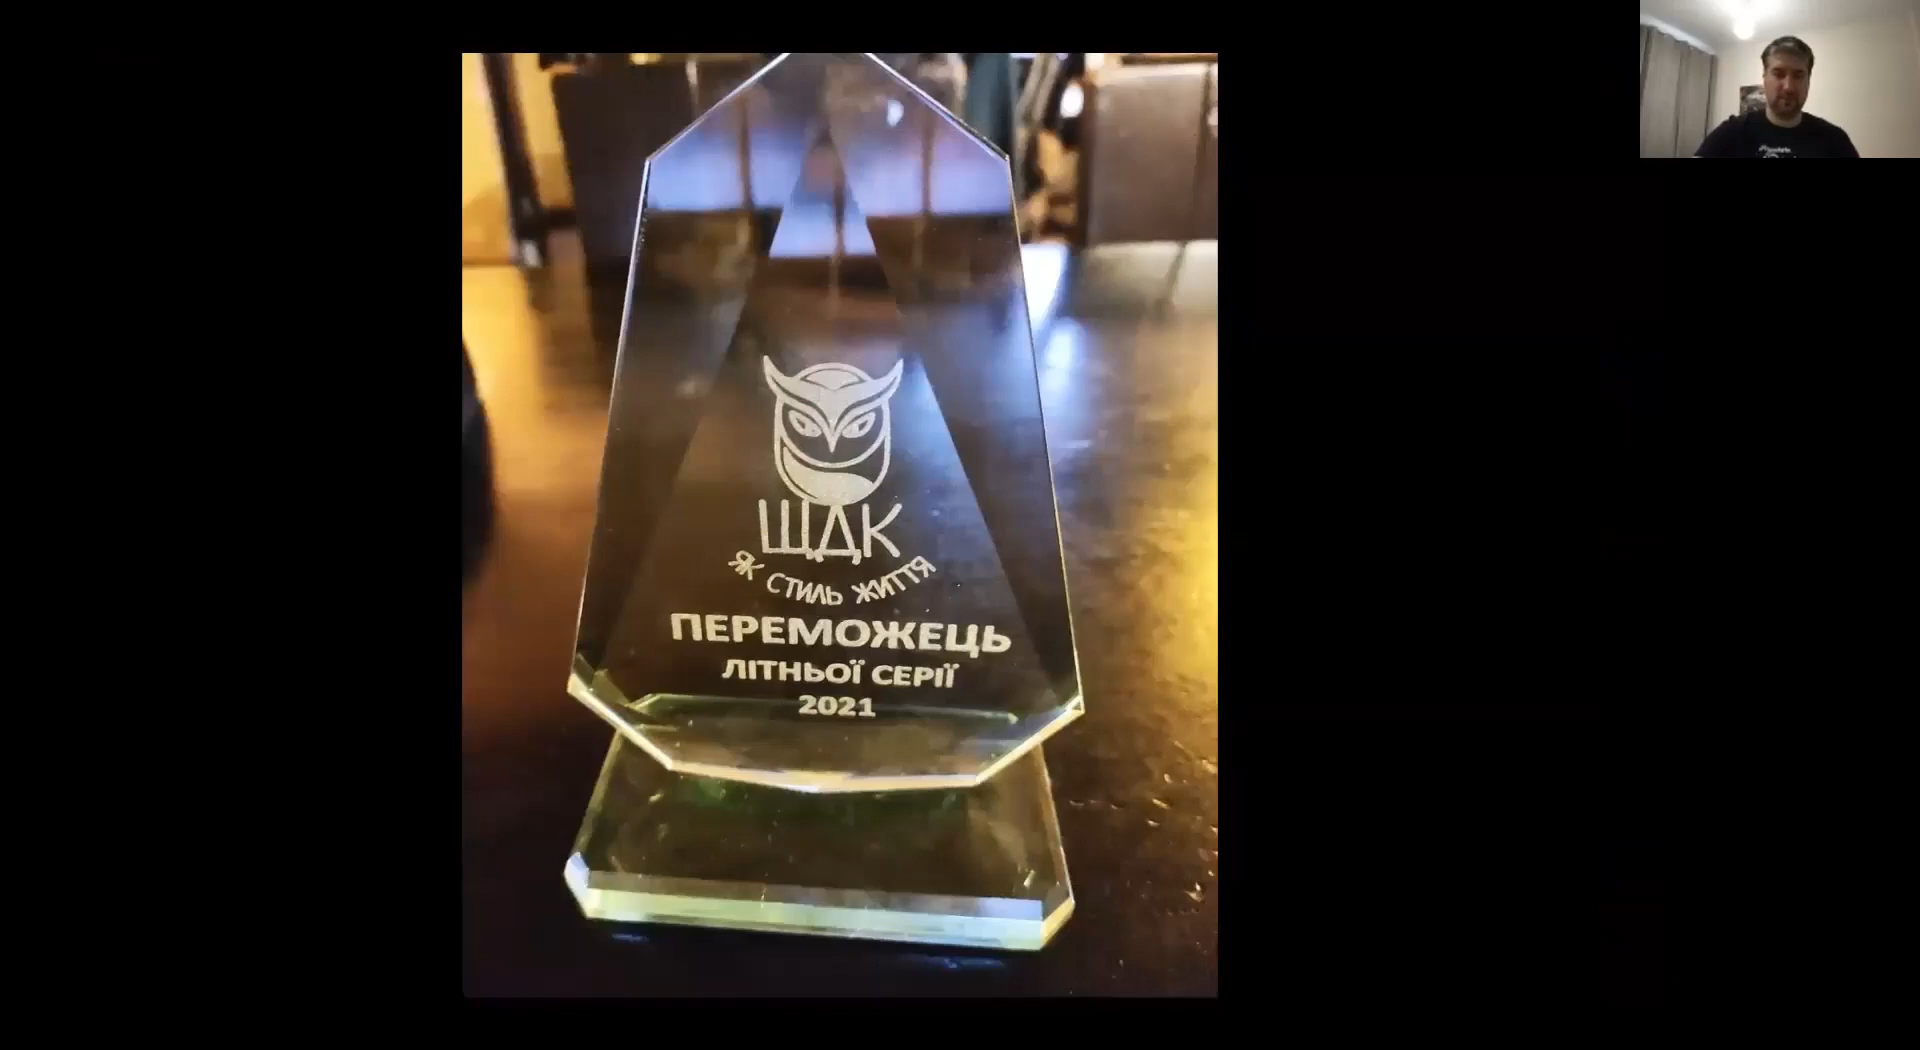 ЩДК
ЯК СТИЛЬ ЖИТТЯ
ПЕРЕМОЖЕЦЬ
ЛІТНЬОЇ СЕРІЇ
2021